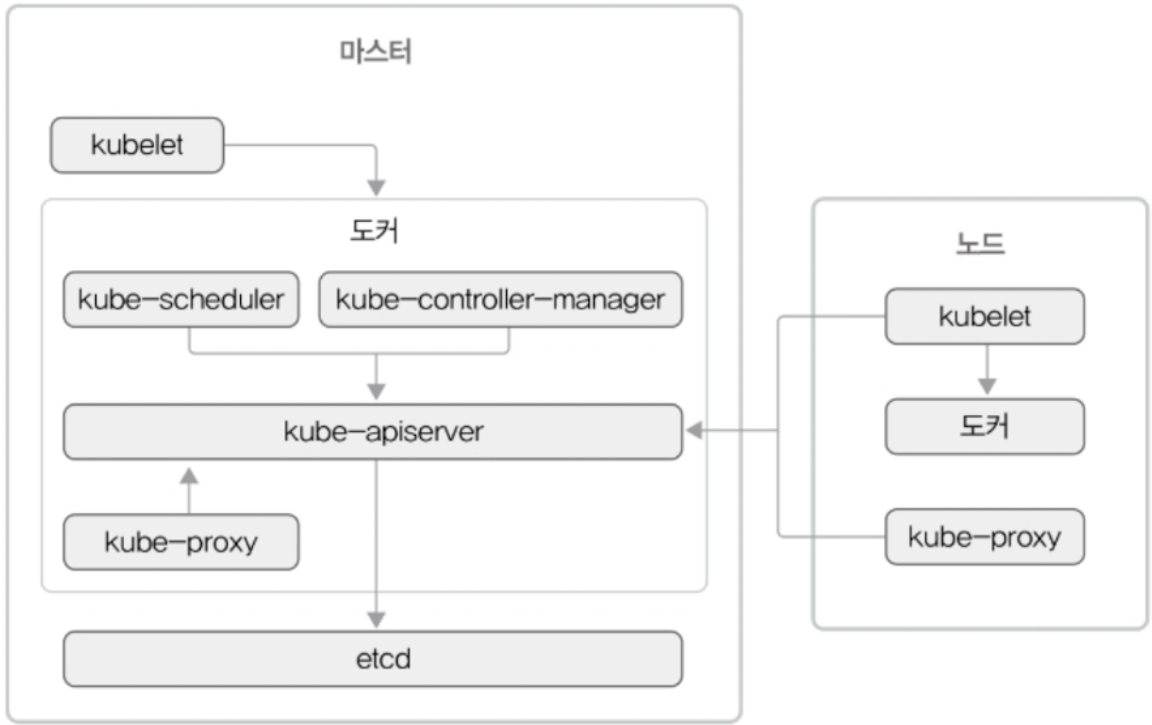 마스터
kubelet
도커
kube-scheduler
kube-controller-manager
kube-apiserver
kube-proxy
etcd
노드
kubelet
도커
kube-proxy